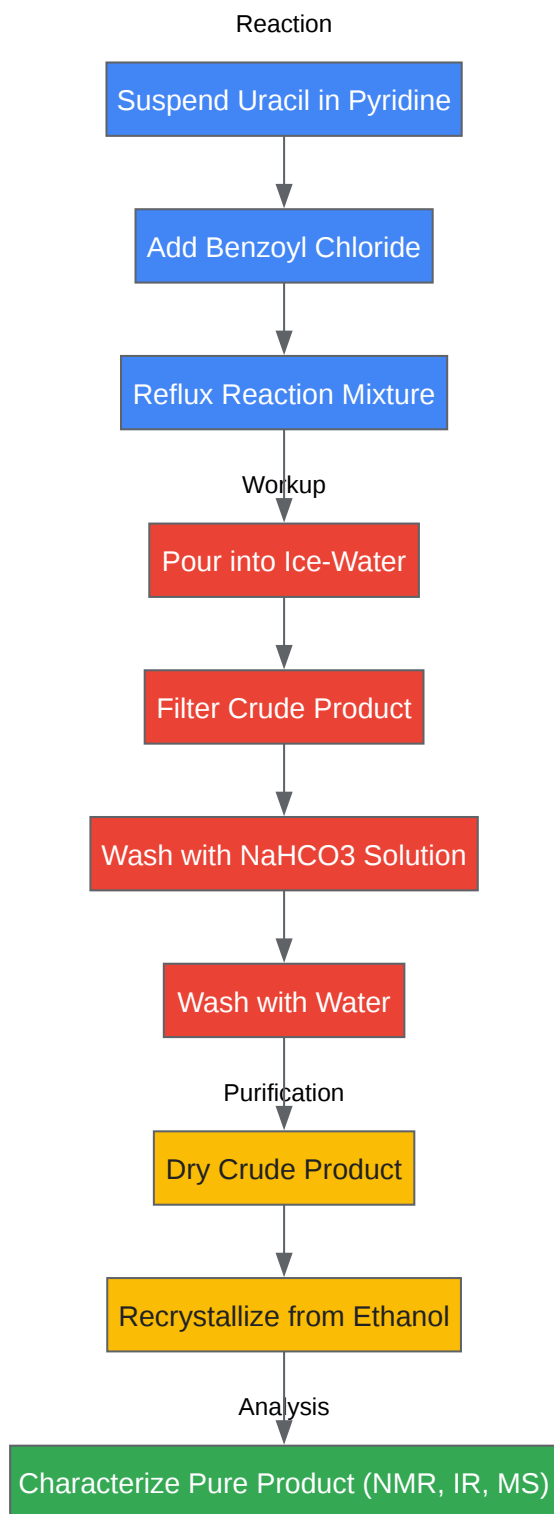 Reaction
Suspend Uracil in Pyridine
Add Benzoyl Chloride
Reflux Reaction Mixture
Workup
Pour into Ice-Water
Filter Crude Product
Wash with NaHCO3 Solution
Wash with Water
Purification
Dry Crude Product
Recrystallize from Ethanol
Analysis
Characterize Pure Product (NMR, IR, MS)